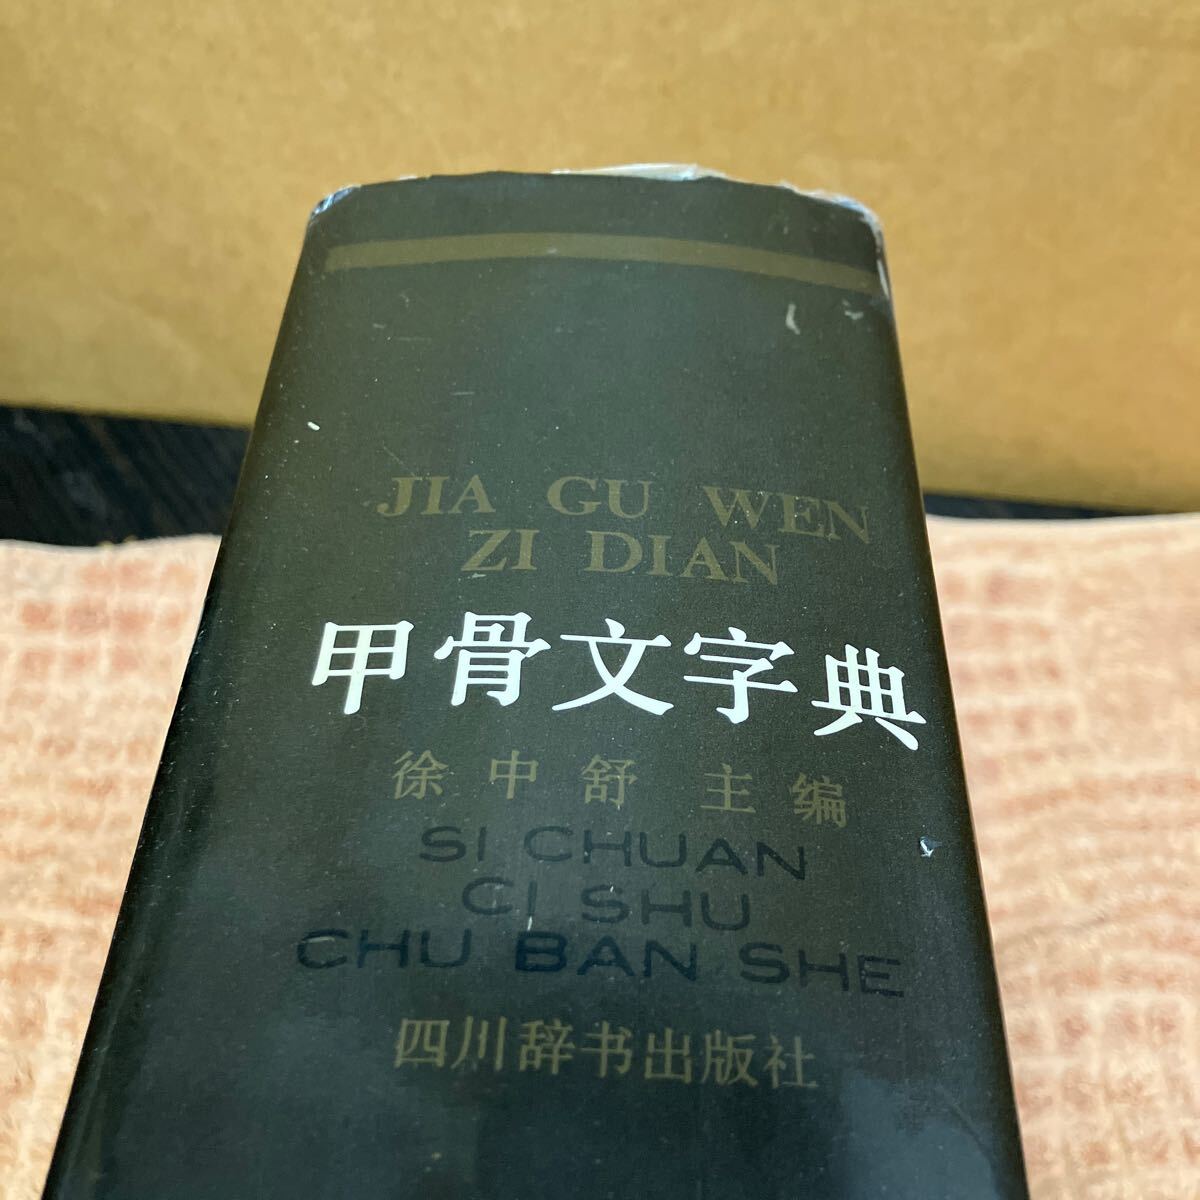 JIA GU WEN
ZI DIAN
甲骨文字典
徐中舒 主编
SI CHUAN
CI SHU
CHU BAN SHE
四川辞书出版社